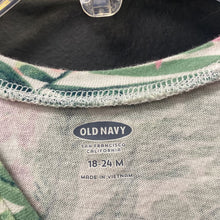 OLD NAVY
SAN FRANCISCO
CALIFORNIA
18-24 M
MADE IN VIETNAM